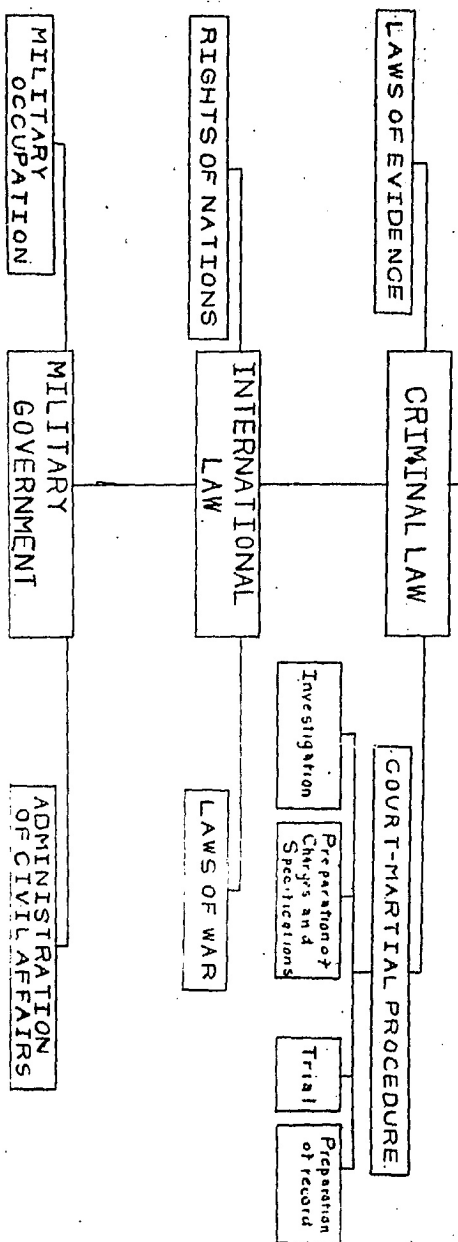 LAWS OF EVIDENCE
CRIMINAL LAW
COURT-MARTIAL PROCEDURE.
Investigation
Preparation of
Charges and
Specifications
Trial
Preparation
of record
RIGHTS OF NATIONS
INTERNATIONAL
LAW
LAWS OF WAR
MILITARY
OCCUPATION
MILITARY
GOVERNMENT
ADMINISTRATION
OF CIVIL AFFAIRS